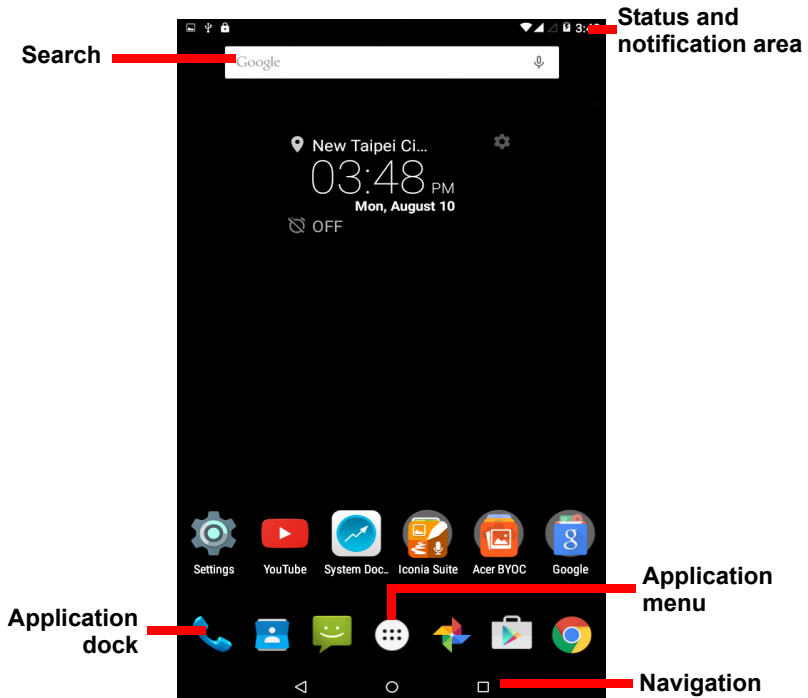 Status and
notification area
Search
Google
New Taipei Ci...
03:48 PM
Mon, August 10
OFF
Settings
YouTube
System Doc..
Iconia Suite
Acer BYOC
Google
8
Application
menu
Application
dock
Navigation